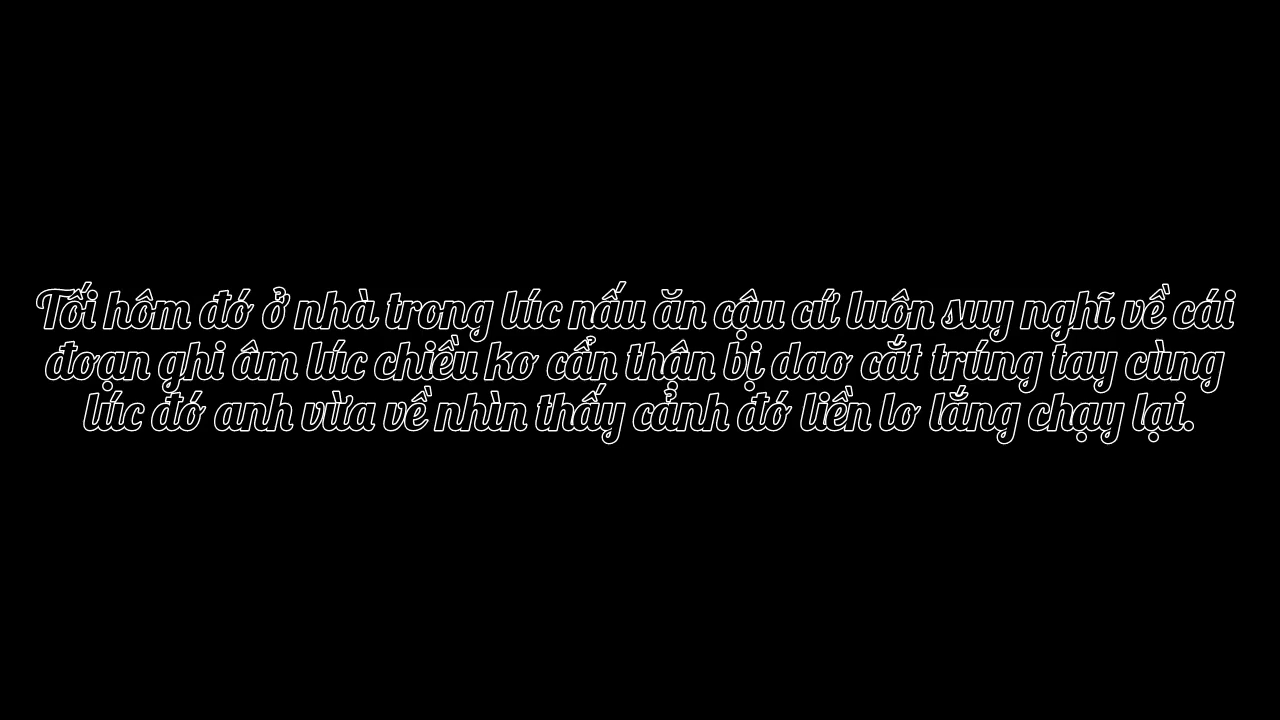 Tối hôm đó ở nhà trong lúc nấu ăn cậu cứ luôn suy nghĩ về cái
đoạn ghi âm lúc chiều ko cẩn thận bị dao cắt trúng tay cùng
lúc đó anh vừa về nhìn thấy cảnh đó liền lo lắng chạy lại.